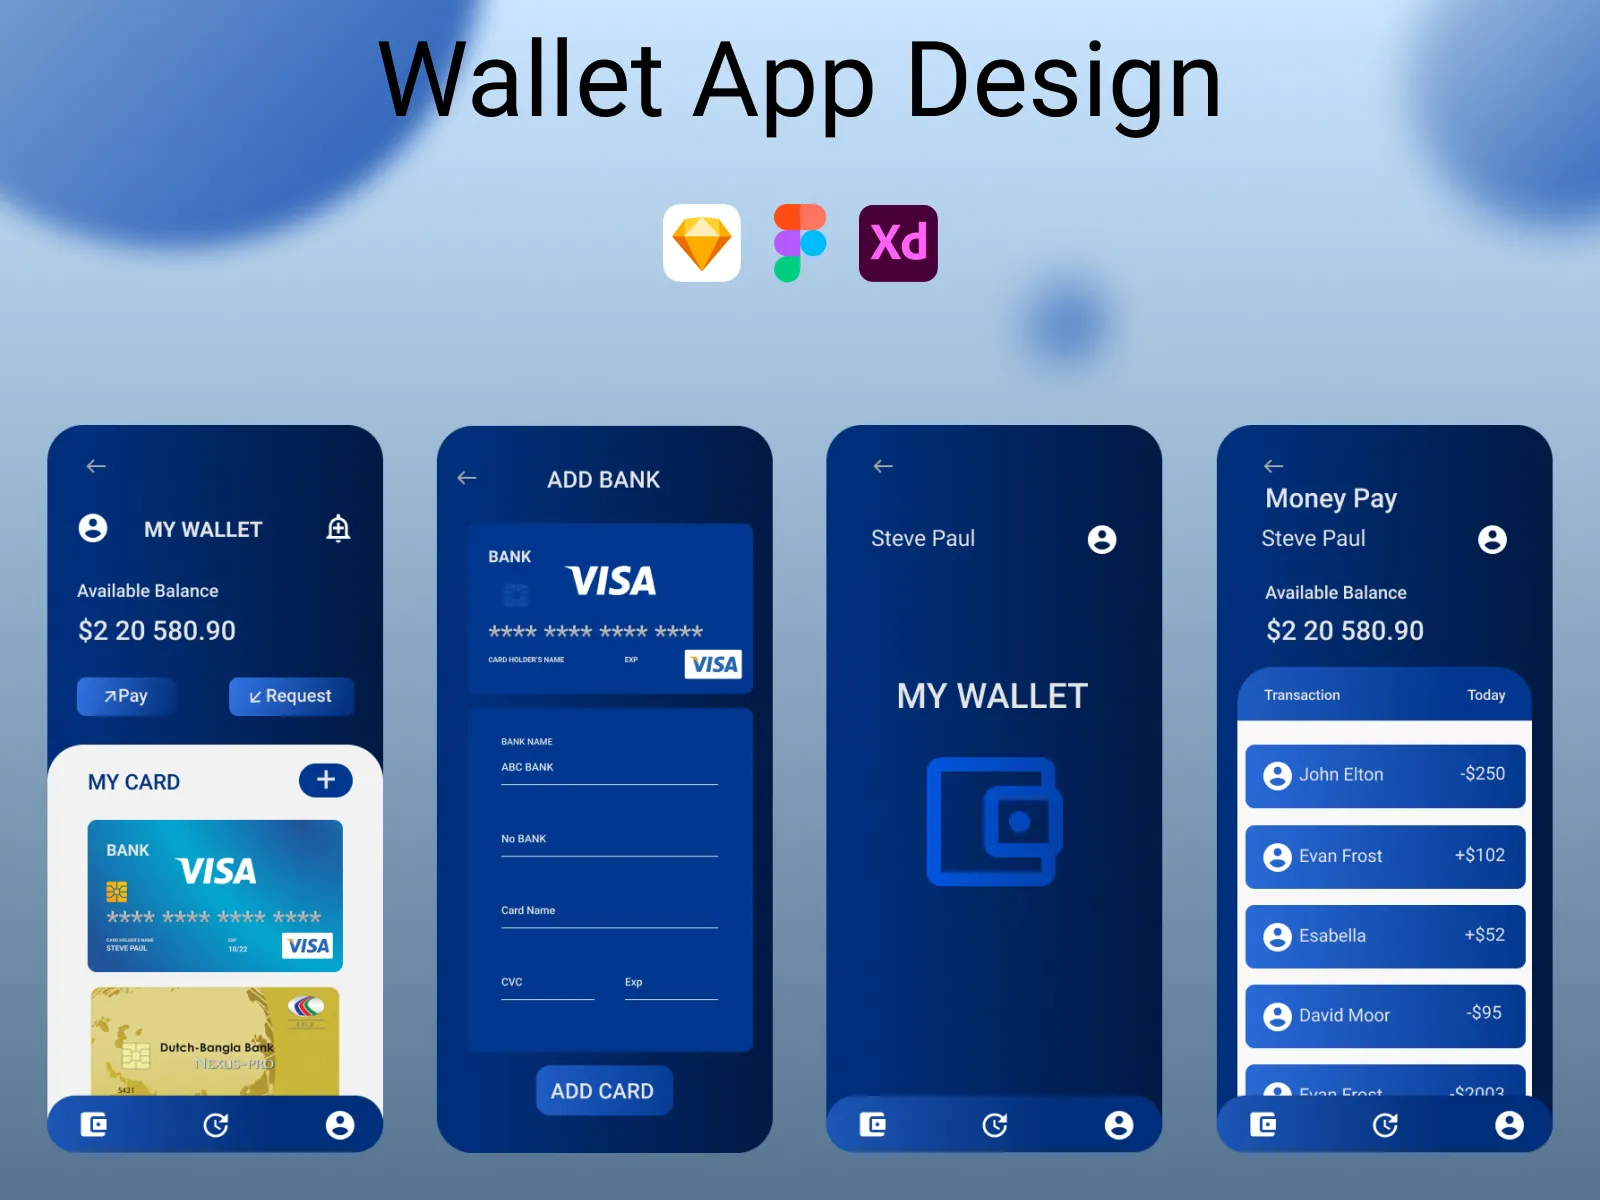 Wallet App Design
Xd
MY WALLET
Available Balance
$2 20 580.90
Pay
Request
MY CARD
+
BANK
VISA
**** **** **** ****
CARD HOLDER'S NAME
EXP
STEVE PAUL
10/22
VISA
GOLD
Dutch-Bangla Bank
NEXUS-PRO
5421
ADD BANK
BANK
VISA
**** **** **** ****
CARD HOLDER'S NAME
EXP
VISA
BANK NAME
ABC BANK
No BANK
Card Name
CVC
Exp
ADD CARD
Steve Paul
MY WALLET
Money Pay
Steve Paul
Available Balance
$2 20 580.90
Transaction
Today
John Elton
-$250
Evan Frost
+$102
Esabella
+$52
David Moor
-$95
Evan Frost
-$2003